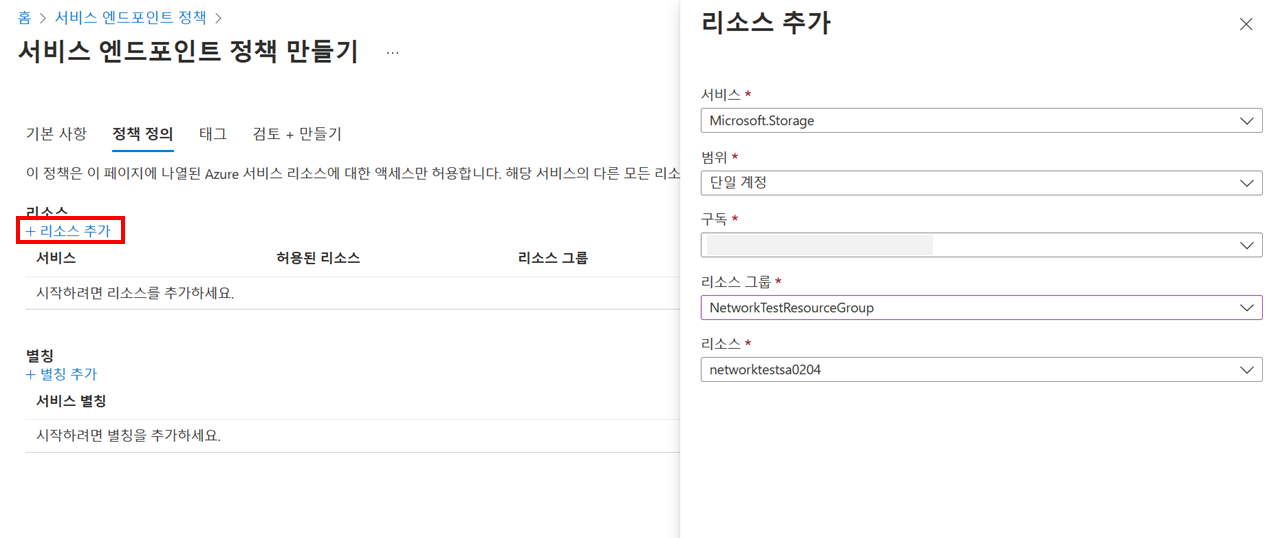 홈 > 서비스 엔드포인트 정책 >
서비스 엔드포인트 정책 만들기 ...
기본 사항 정책 정의 태그 검토 + 만들기
이 정책은 이 페이지에 나열된 Azure 서비스 리소스에 대한 액세스만 허용합니다. 해당 서비스의 다른 모든 리소
리소스
+ 리소스 추가
서비스 허용된 리소스 리소스 그룹
시작하려면 리소스를 추가하세요.
별칭
+ 별칭 추가
서비스 별칭
시작하려면 별칭을 추가하세요.
리소스 추가
서비스 *
Microsoft.Storage
범위 *
단일 계정
구독 *
리소스 그룹 *
NetworkTestResourceGroup
리소스 *
networktestsa0204